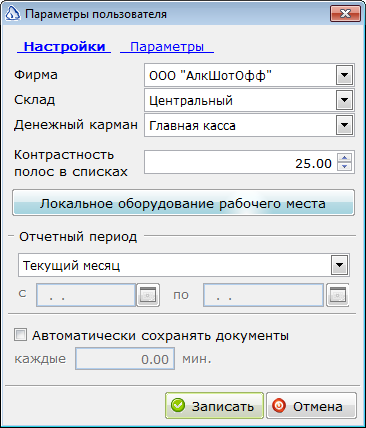 Параметры пользователя
Настройки Параметры
Фирма ООО "АлкШотОфф"
Склад Центральный
Денежный карман Главная касса
Контрастность
полос в списках 25.00
Локальное оборудование рабочего места
Отчетный период
Текущий месяц
с . . по . .
Автоматически сохранять документы
каждые 0.00 мин.
Записать Отмена